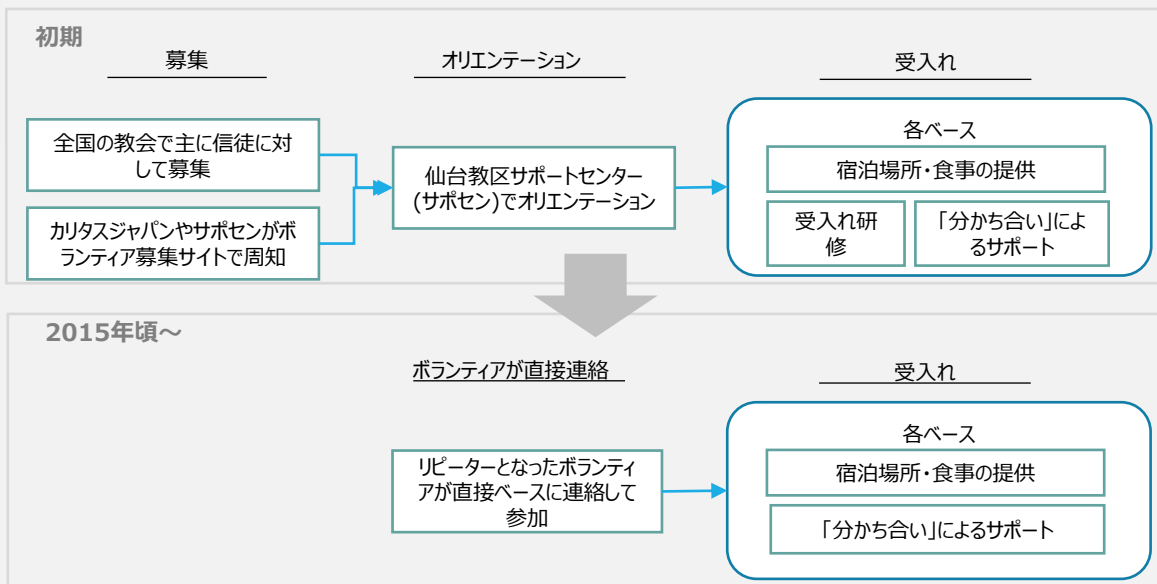 初期
募集
オリエンテーション
受入れ
全国の教会で主に信徒に対
して募集
カリタスジャパンやサポセンがボ
ランティア募集サイトで周知
仙台教区サポートセンター
(サポセン)でオリエンテーション
各ベース
宿泊場所・食事の提供
受入れ研
修
「分かち合い」によ
るサポート
2015年頃~
ボランティアが直接連絡
受入れ
リピーターとなったボランティ
アが直接ベースに連絡して
参加
各ベース
宿泊場所・食事の提供
「分かち合い」によるサポート